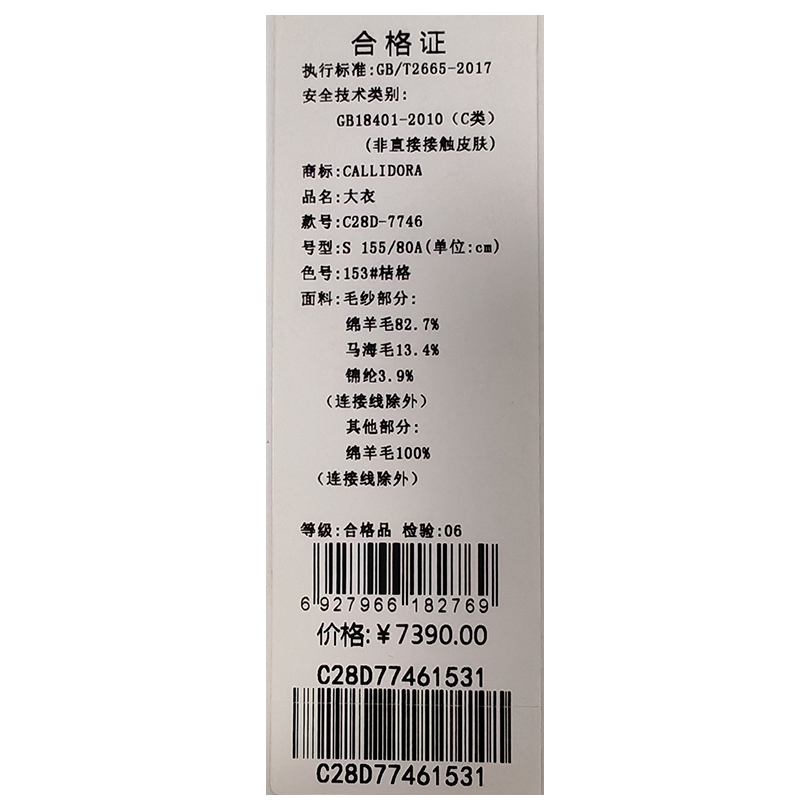 合格证
执行标准:GB/T2665-2017
安全技术类别:
GB18401-2010（C类）
(非直接接触皮肤)
商标:CALLIDORA
品名:大衣
款号:C28D-7746
号型:S 155/80A(单位:cm)
色号:153#桔格
面料:毛纱部分:
绵羊毛82.7%
马海毛13.4%
锦纶3.9%
（连接线除外）
其他部分:
绵羊毛100%
（连接线除外）
等级:合格品 检验:06
6 927966 182769
价格:￥7390.00
C28D77461531
C28D77461531